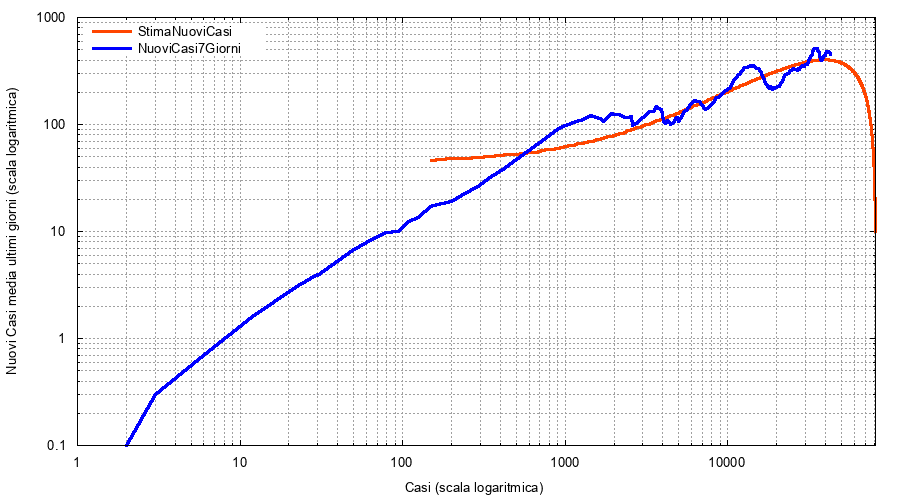 1000
StimaNuoviCasi
NuoviCasi7Giorni
100
10
1
0.1
Nuovi Casi media ultimi giorni (scala logaritmica)
1 10 100 1000 10000
Casi (scala logaritmica)